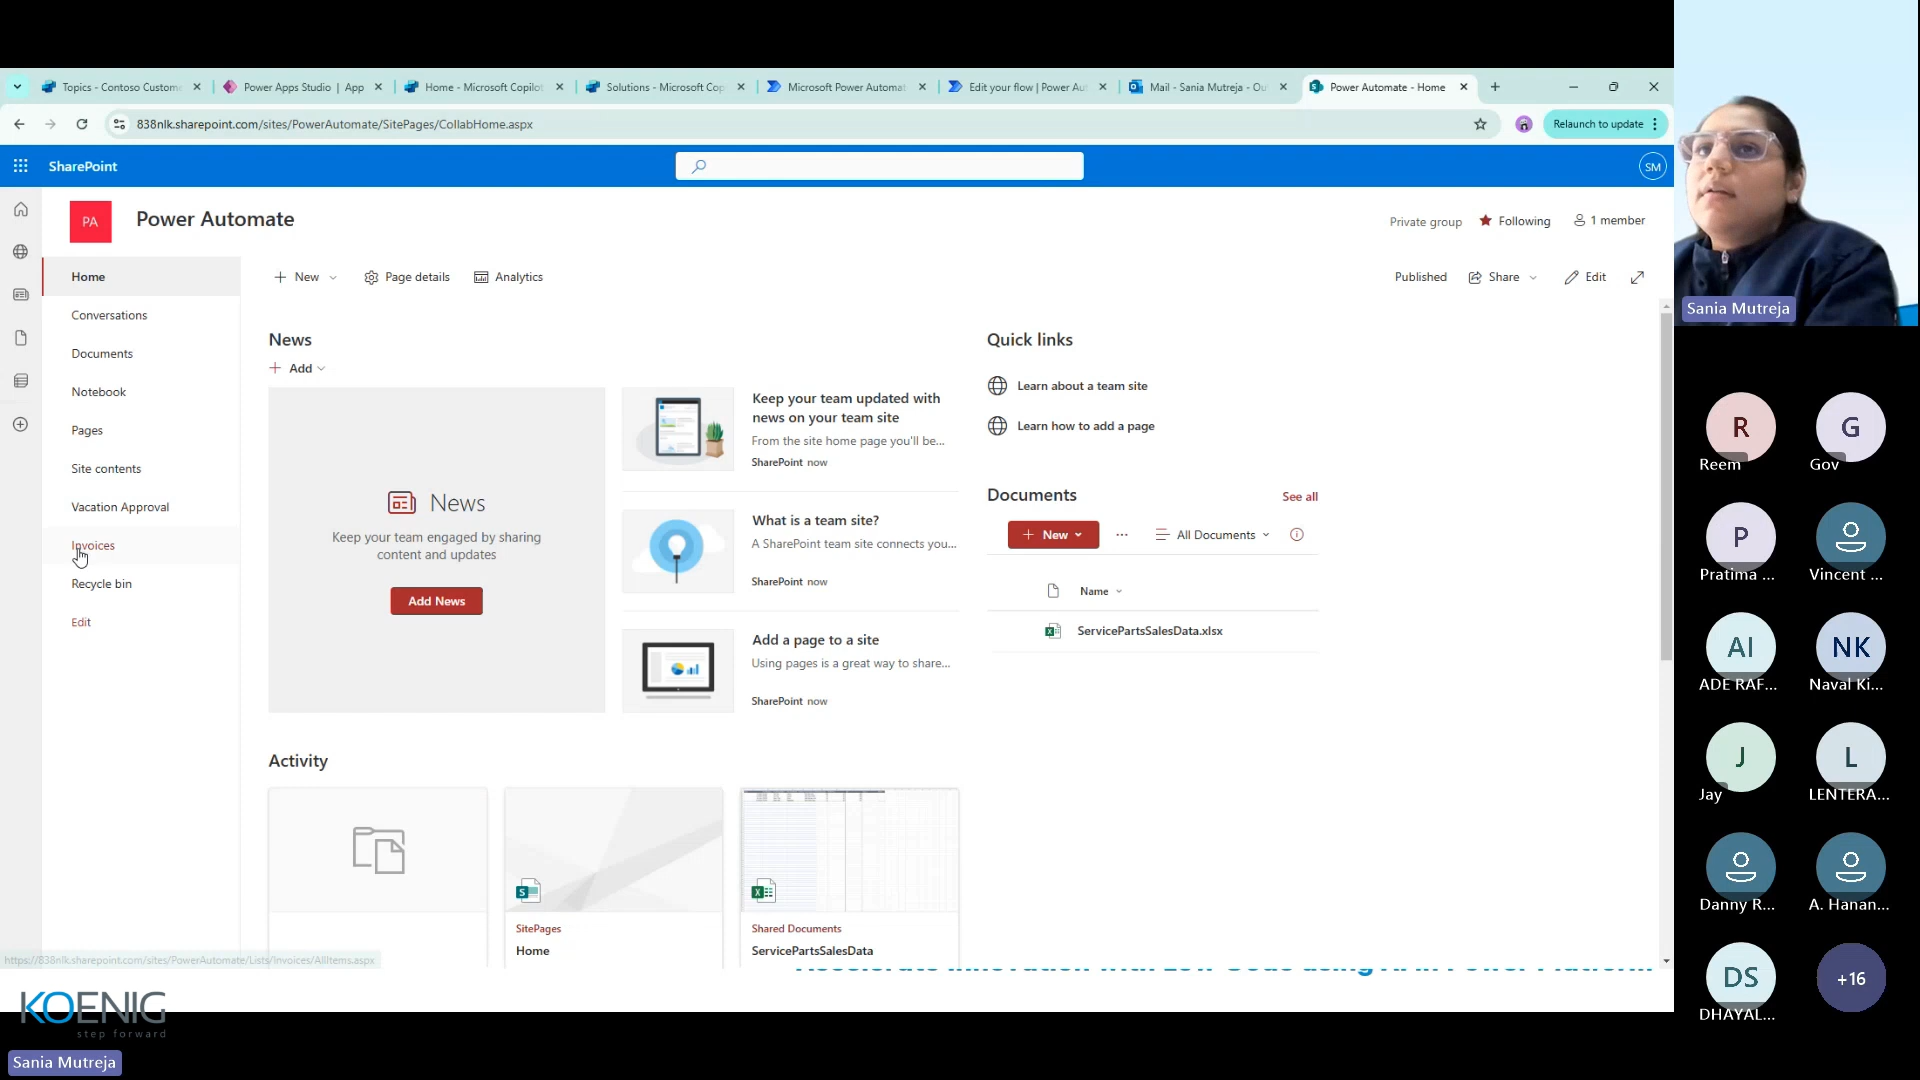 Topics - Contoso Custom
Power Apps Studio | App
Home - Microsoft Copilot
Solutions - Microsoft Cop
Microsoft Power Automat
Edit your flow | Power Au
Mail - Sania Mutreja - Ou
Power Automate - Home
838nlk.sharepoint.com/sites/PowerAutomate/SitePages/CollabHome.aspx
Relaunch to update
SharePoint
SM
PA
Power Automate
Private group
Following
1 member
Home
Conversations
Documents
Notebook
Pages
Site contents
Vacation Approval
Invoices
Recycle bin
Edit
New
Page details
Analytics
Published
Share
Edit
News
Add
News
Keep your team engaged by sharing
content and updates
Add News
Keep your team updated with
news on your team site
From the site home page you'll be...
SharePoint now
What is a team site?
A SharePoint team site connects you...
SharePoint now
Add a page to a site
Using pages is a great way to share...
SharePoint now
Quick links
Learn about a team site
Learn how to add a page
Documents
See all
New
All Documents
Name
ServicePartsSalesData.xlsx
Activity
SitePages
Home
Shared Documents
ServicePartsSalesData
https://838nlk.sharepoint.com/sites/PowerAutomate/Lists/Invoices/AllItems.aspx
KOENIG
step forward
Sania Mutreja
Sania Mutreja
R
Reem
G
Gov
P
Pratima ...
Vincent ...
AI
ADE RAF...
NK
Naval Ki...
J
Jay
L
LENTERA...
Danny R...
A. Hanan...
DS
DHAYAL...
+16